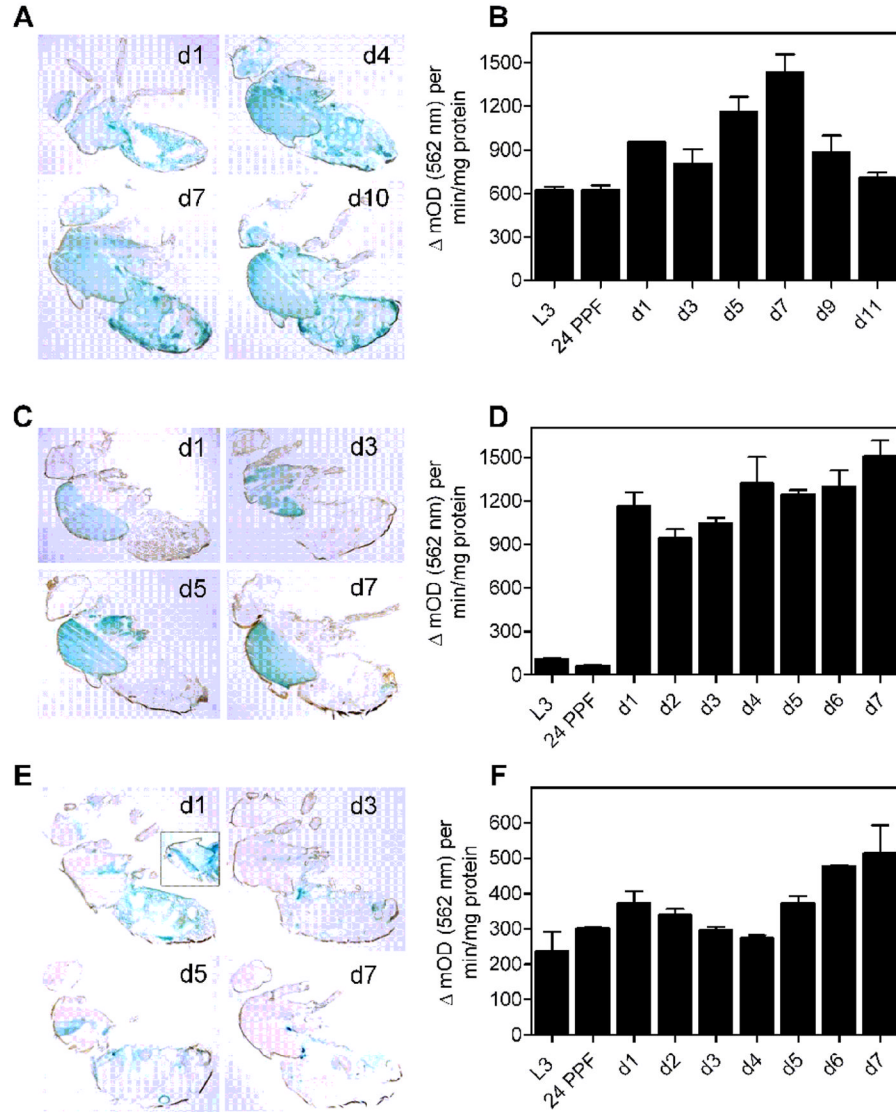 A
d1
d4
d7
d10
B
Δ mOD (562 nm) per
min/mg protein
1500
1200
900
600
300
0
L3
24 PPF
d1
d3
d5
d7
d9
d11
C
d1
d3
d5
d7
D
Δ mOD (562 nm) per
min/mg protein
1500
1200
900
600
300
0
L3
24 PPF
d1
d2
d3
d4
d5
d6
d7
E
d1
d3
d5
d7
F
Δ mOD (562 nm) per
min/mg protein
600
500
400
300
200
100
0
L3
24 PPF
d1
d2
d3
d4
d5
d6
d7